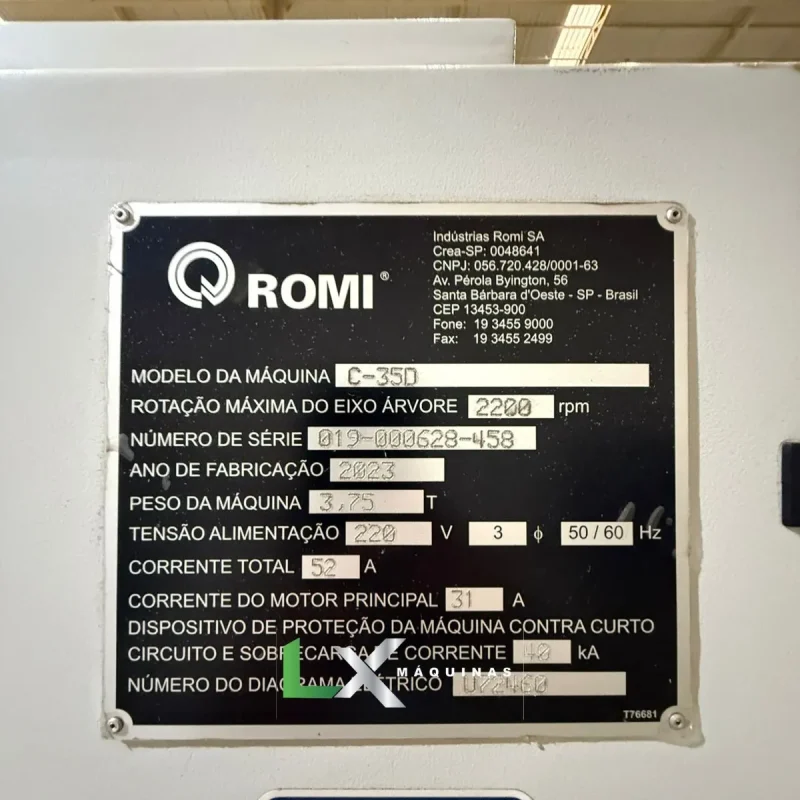 ROMI®
Indústrias Romi SA
Crea-SP: 0048641
CNPJ: 056.720.428/0001-63
Av. Pérola Byington, 56
Santa Bárbara d'Oeste - SP - Brasil
CEP 13453-900
Fone: 19 3455 9000
Fax: 19 3455 2499
MODELO DA MÁQUINA C-35D
ROTAÇÃO MÁXIMA DO EIXO ÁRVORE 2200 rpm
NÚMERO DE SÉRIE 019-000628-458
ANO DE FABRICAÇÃO 2023
PESO DA MÁQUINA 3,75 T
TENSÃO ALIMENTAÇÃO 220 V 3 ϕ 50 / 60 Hz
CORRENTE TOTAL 52 A
CORRENTE DO MOTOR PRINCIPAL 31 A
DISPOSITIVO DE PROTEÇÃO DA MÁQUINA CONTRA CURTO
CIRCUITO E SOBRECARGA DE CORRENTE 40 kA
NÚMERO DO DIAGRAMA ELÉTRICO
T76681
LX MÁQUINAS